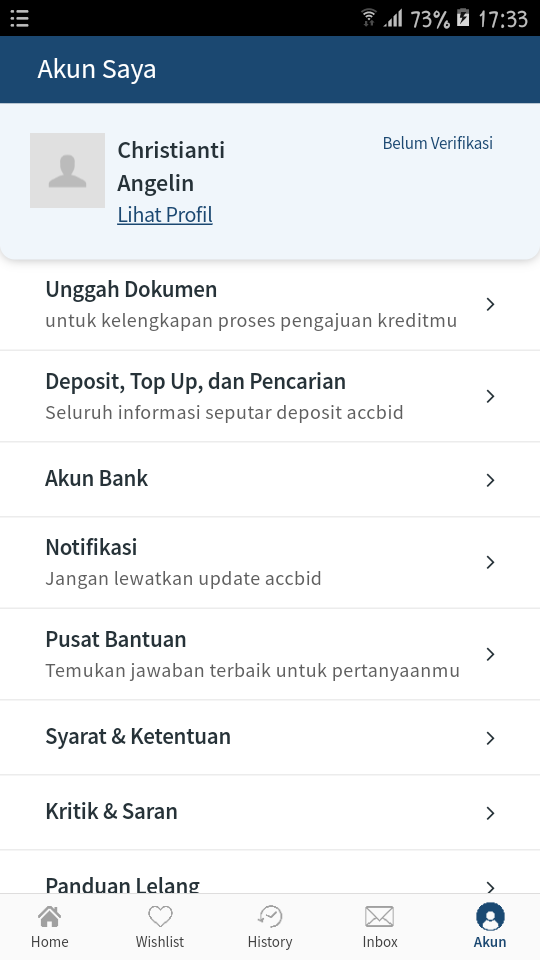 73% 17:33
Akun Saya
Christianti
Angelin
Belum Verifikasi
Lihat Profil
Unggah Dokumen
untuk kelengkapan proses pengajuan kreditmu
Deposit, Top Up, dan Pencarian
Seluruh informasi seputar deposit accbid
Akun Bank
Notifikasi
Jangan lewatkan update accbid
Pusat Bantuan
Temukan jawaban terbaik untuk pertanyaanmu
Syarat & Ketentuan
Kritik & Saran
Panduan Lelang
Home Wishlist History Inbox Akun